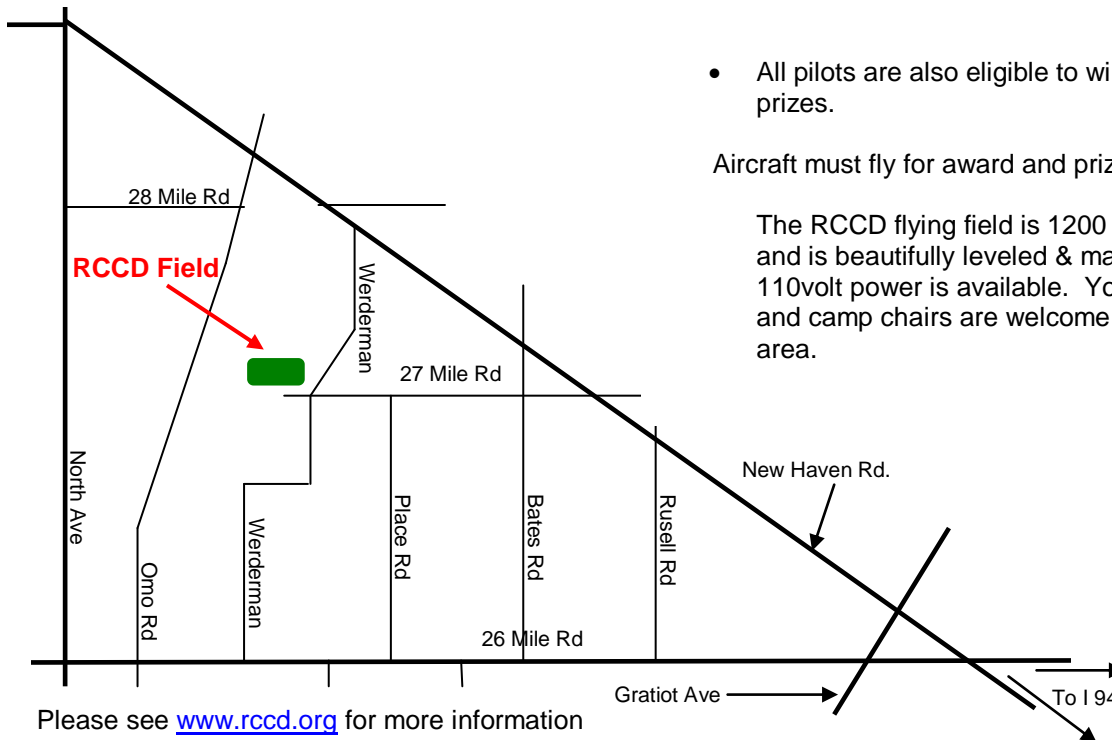 • All pilots are also eligible to wi
prizes.
Aircraft must fly for award and priz
The RCCD flying field is 1200
and is beautifully leveled & ma
110volt power is available. Yo
and camp chairs are welcome
area.
28 Mile Rd
RCCD Field
Werderman
27 Mile Rd
New Haven Rd.
North Ave
Omo Rd
Werderman
Place Rd
Bates Rd
Rusell Rd
26 Mile Rd
Gratiot Ave
To I 94
Please see www.rccd.org for more information